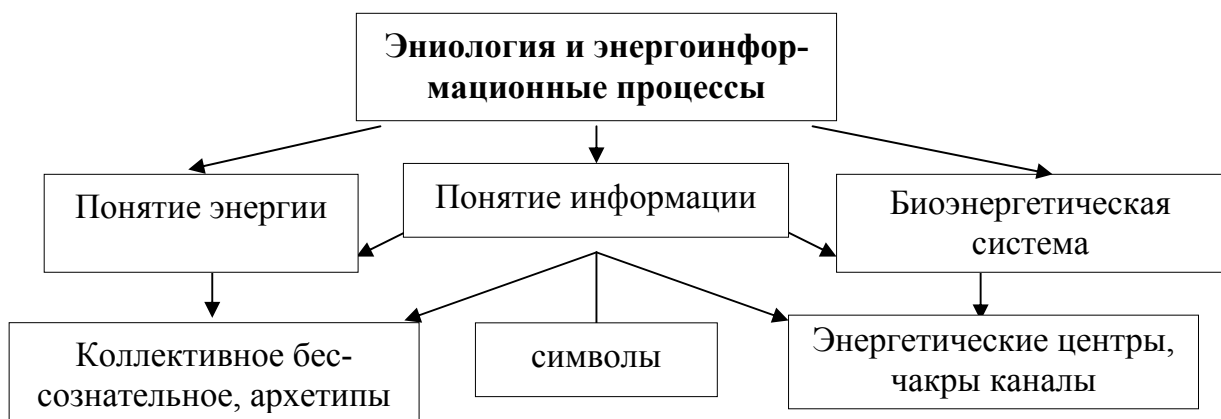 Эниология и энергоинфор-
мационные процессы
Понятие энергии
Понятие информации
Биоэнергетическая
система
Коллективное бес-
сознательное, архетипы
символы
Энергетические центры,
чакры каналы